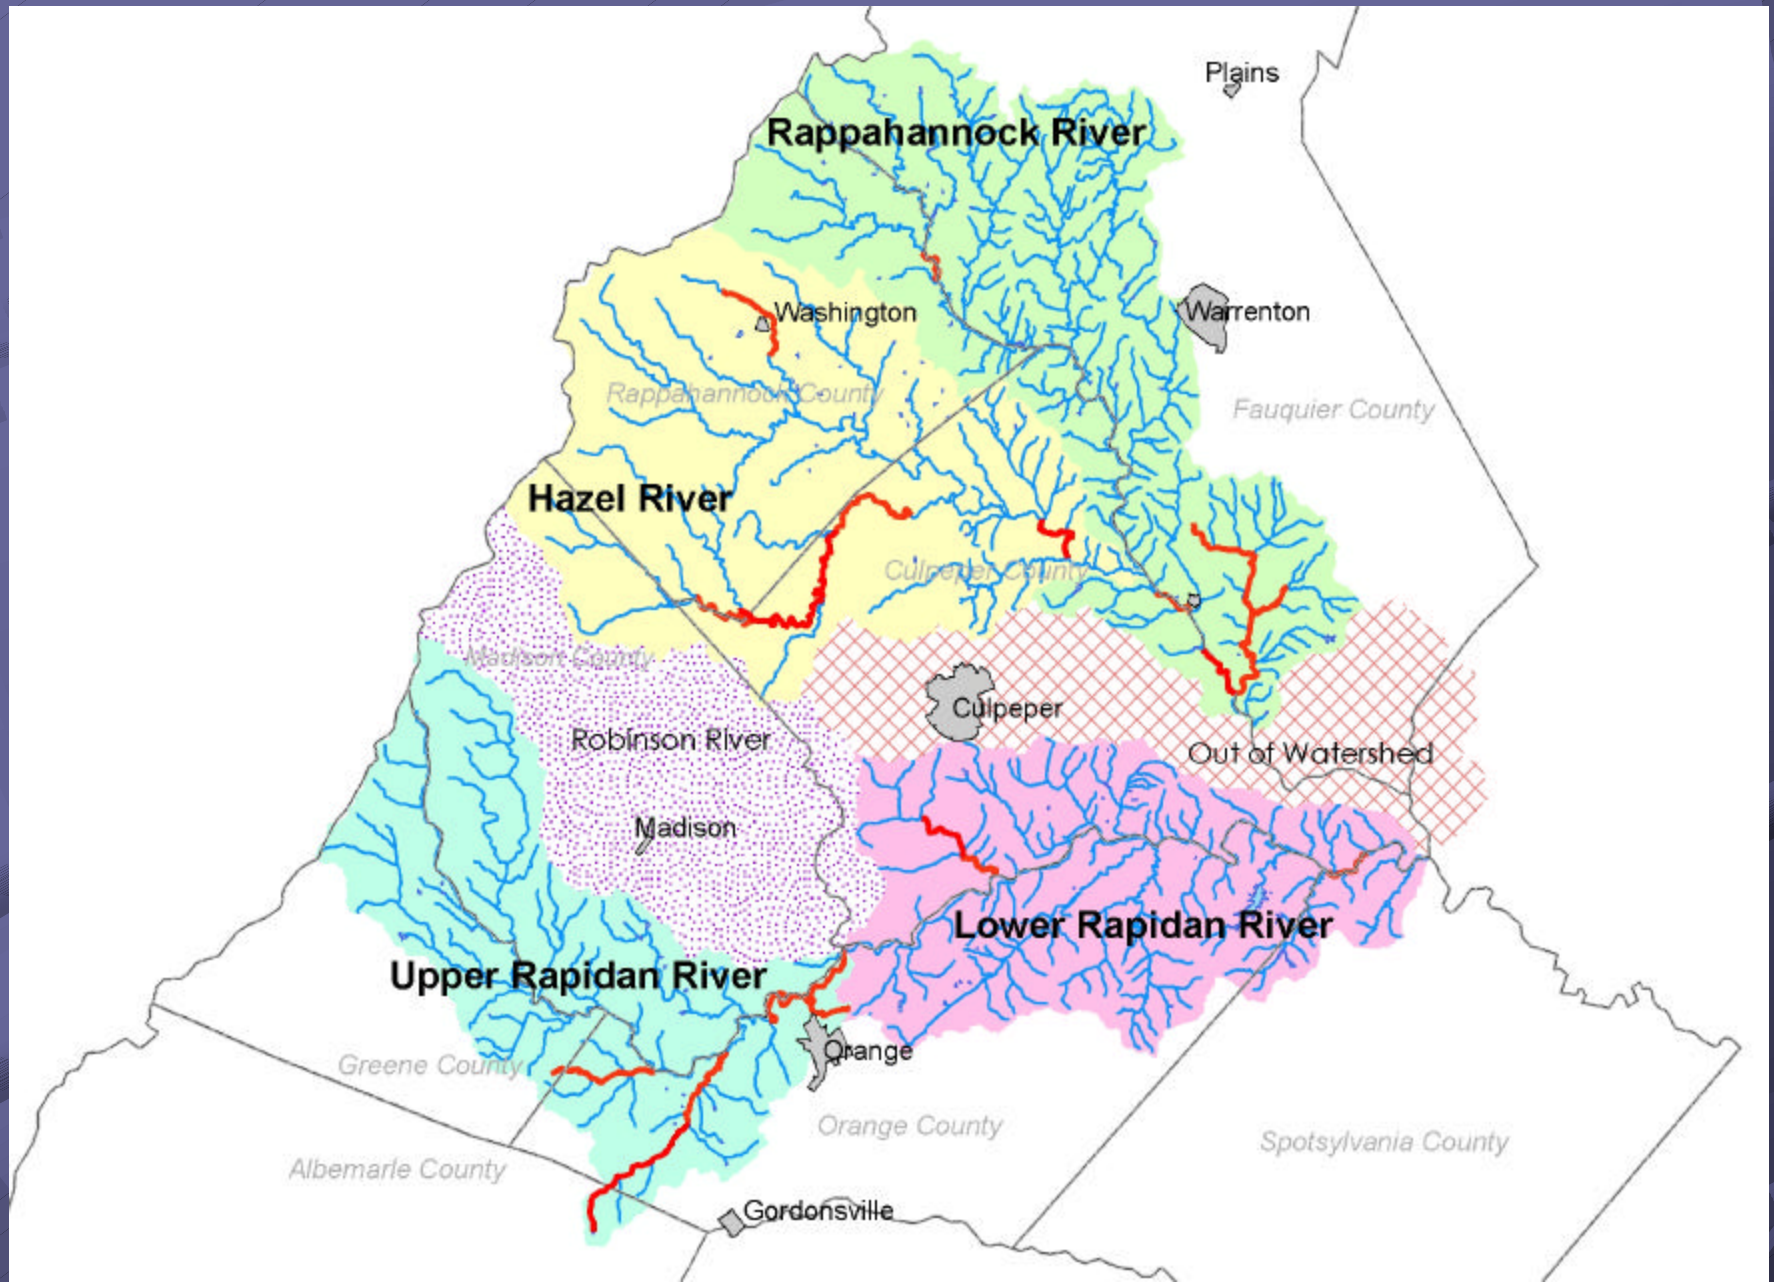 Plains
Rappahannock River
Washington
Warrenton
Rappahannock County
Fauquier County
Hazel River
Culpeper County
Madison County
Culpeper
Robinson River
Out of Watershed
Madison
Lower Rapidan River
Upper Rapidan River
Orange
Greene County
Orange County
Spotsylvania County
Albemarle County
Gordonsville